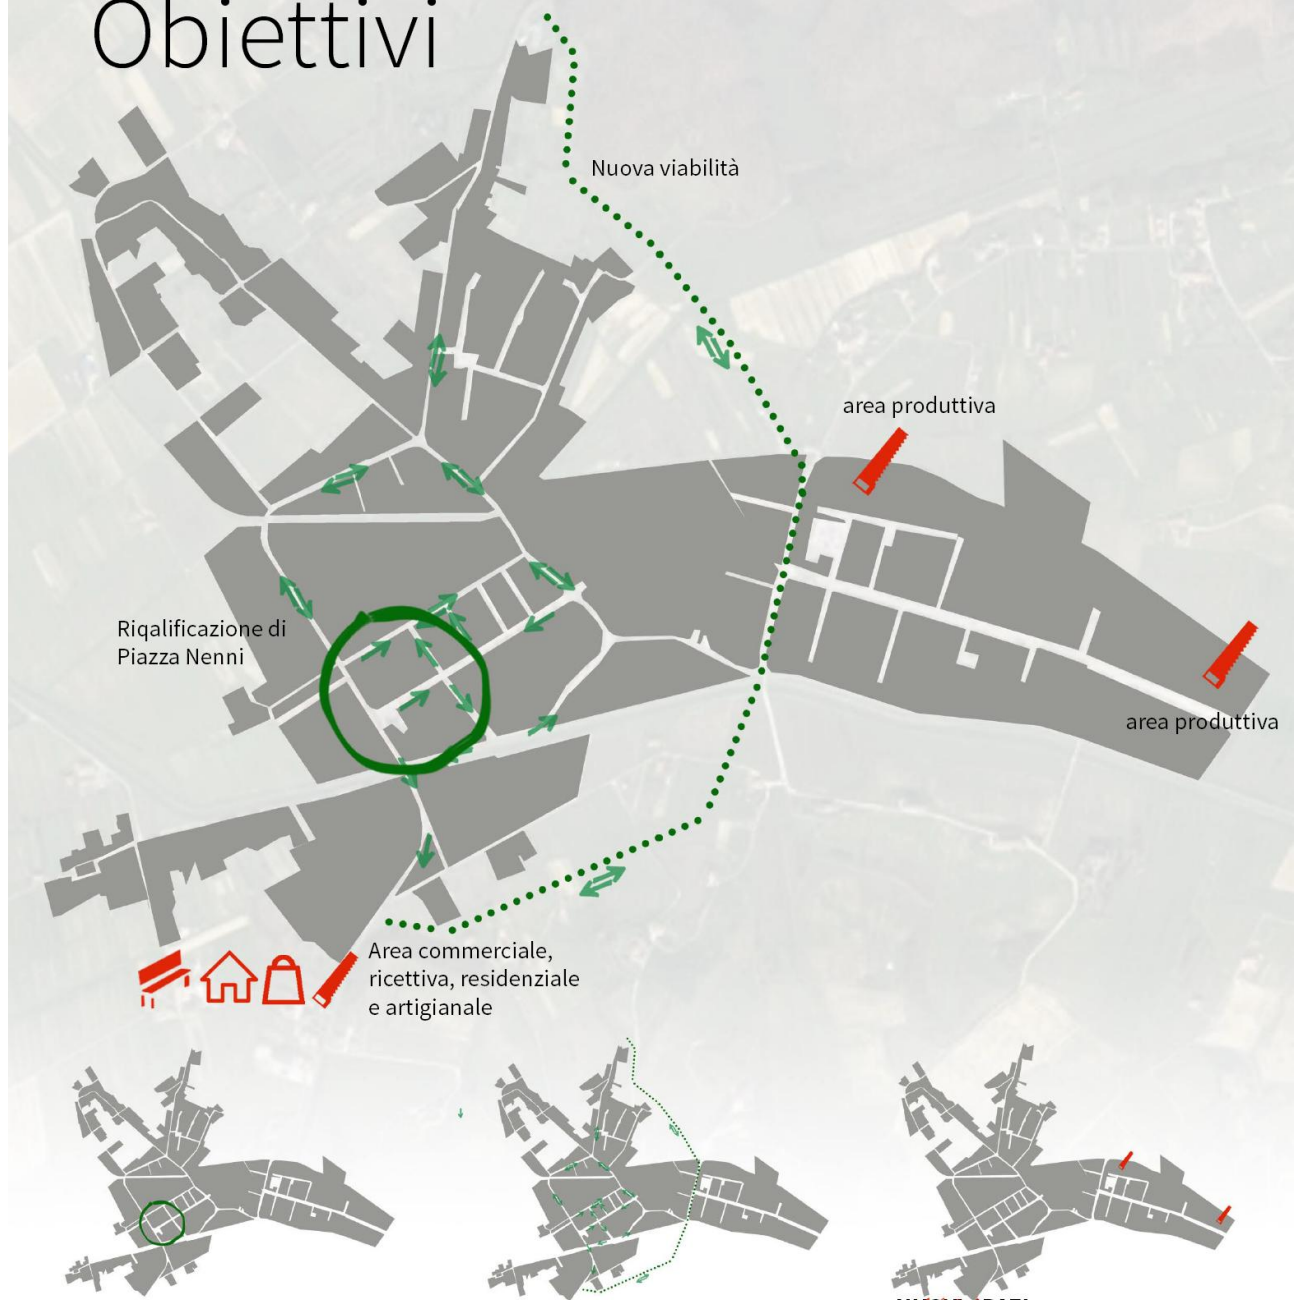 Obiettivi
Nuova viabilità
area produttiva
Riqalificazione di
Piazza Nenni
area produttiva
Area commerciale,
ricettiva, residenziale
e artigianale